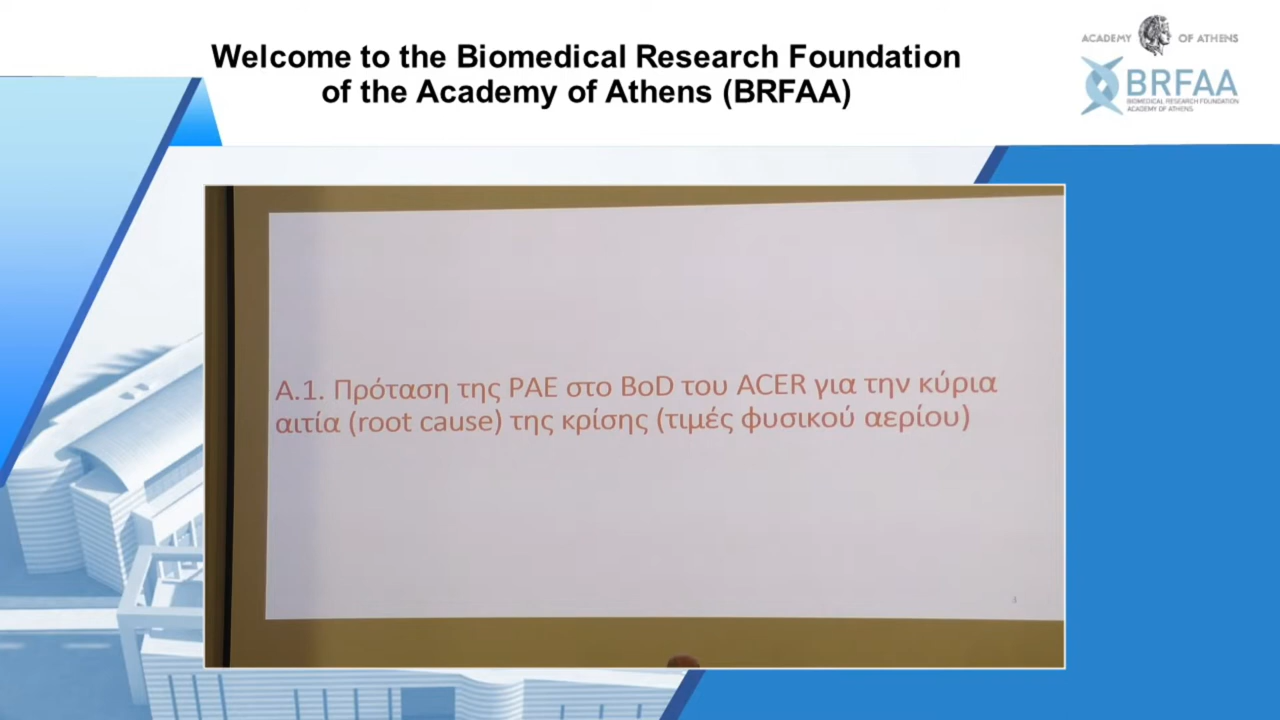 Welcome to the Biomedical Research Foundation
of the Academy of Athens (BRFAA)
ACADEMY OF ATHENS
BRFAA
BIOMEDICAL RESEARCH FOUNDATION
ACADEMY OF ATHENS
Α.1. Πρόταση της ΡΑΕ στο BoD του ACER για την κύρια
αιτία (root cause) της κρίσης (τιμές φυσικού αερίου)
3